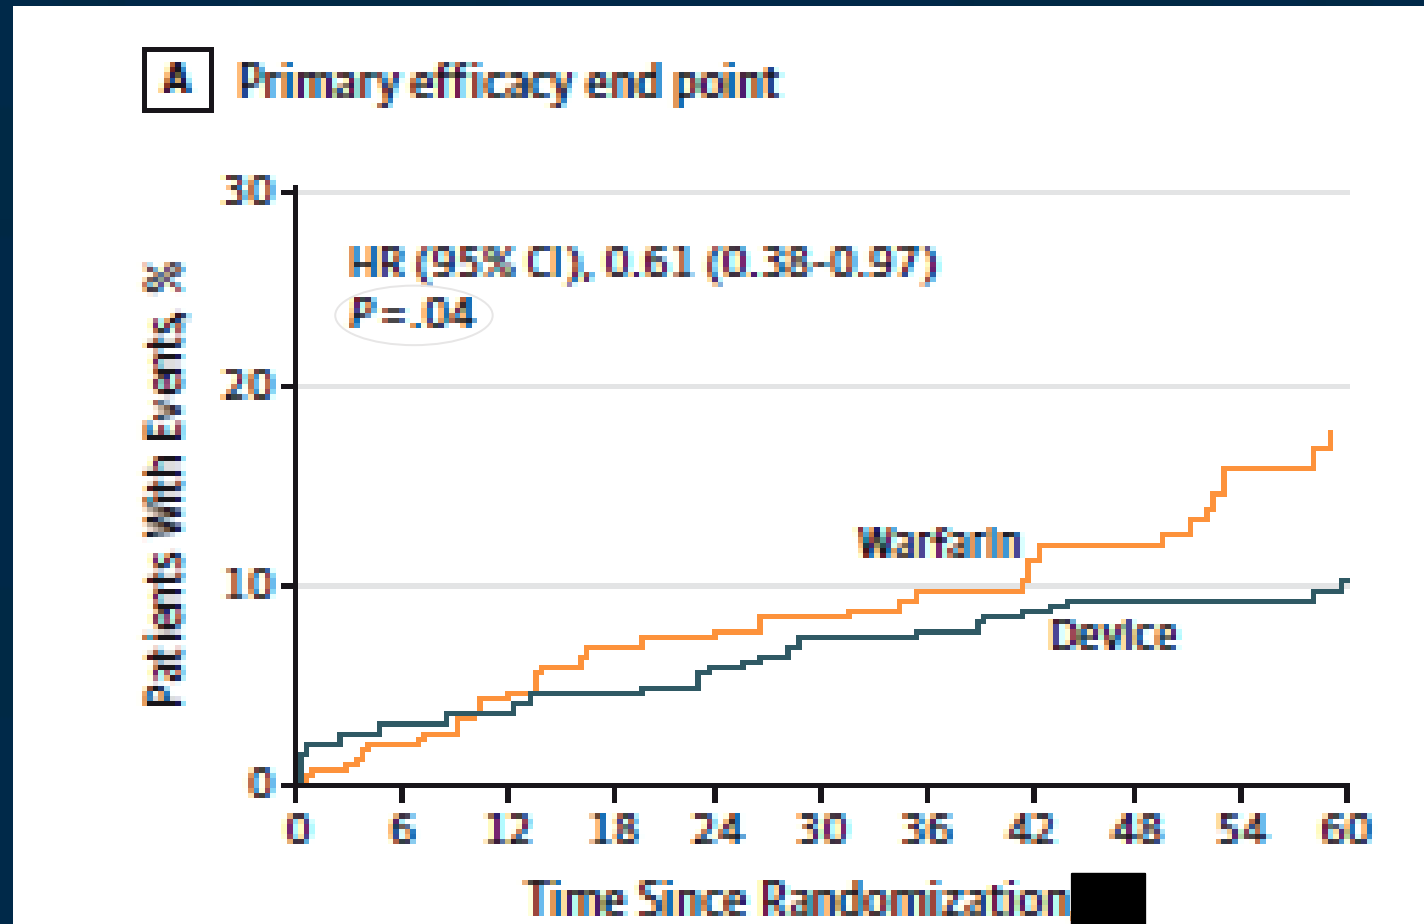 A Primary efficacy end point
30
HR (95% CI), 0.61 (0.38-0.97)
P = .04
Patients With Events, %
20
Warfarin
10
Device
0
0 6 12 18 24 30 36 42 48 54 60
Time Since Randomization